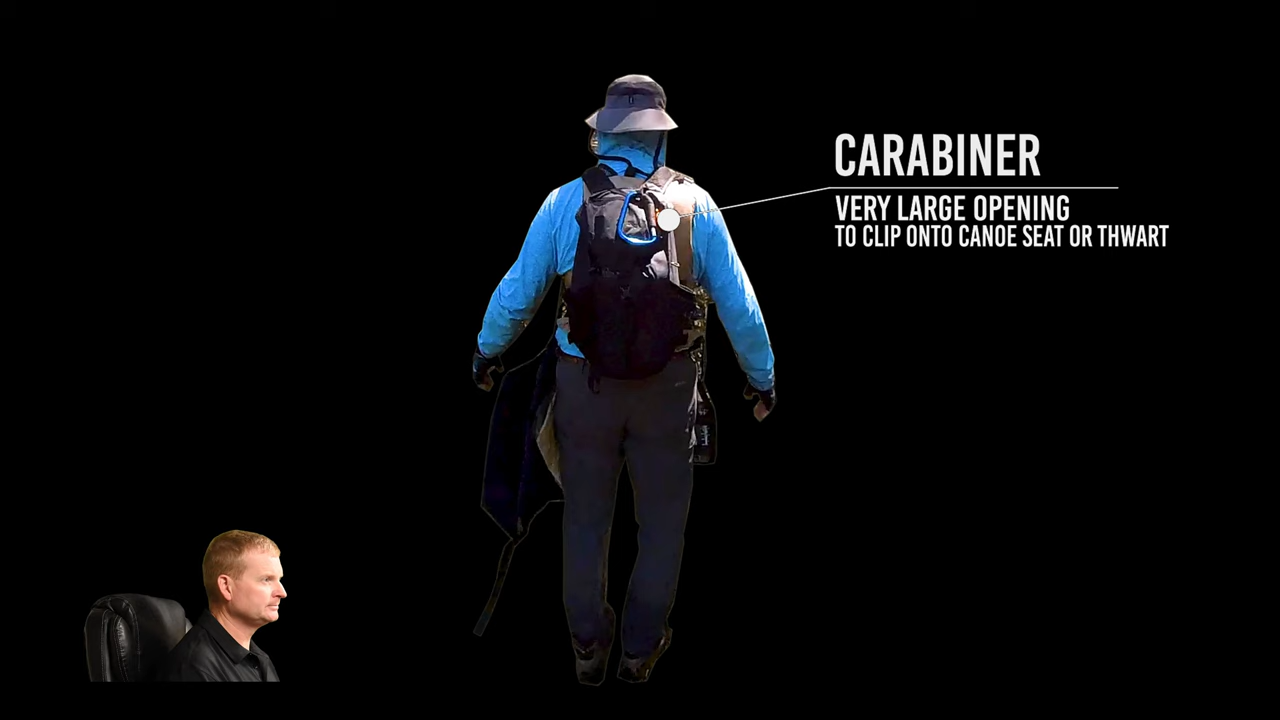 CARABINER
VERY LARGE OPENING
TO CLIP ONTO CANOE SEAT OR THWART